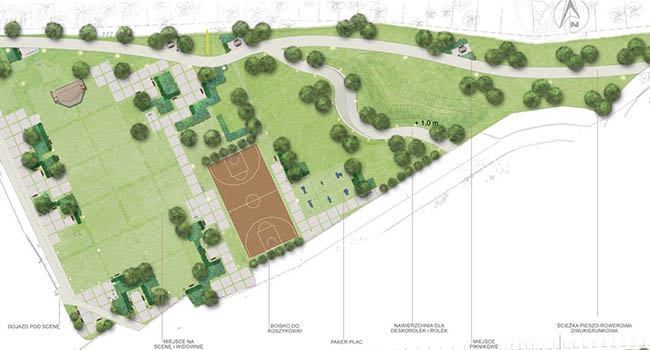 N
+ 1,0 m
DOJAZD POD SCENĘ
MIEJSCE NA
SCENĘ I WIDOWNIĘ
BOISKO DO
KOSZYKÓWKI
PAKER PLAC
NAWIERZCHNIA DLA
DESKOROLEK / ROLEK
MIEJSCE
PIKNIKOWE
ŚCIEŻKA PIESZO-ROWEROWA
DWUKIERUNKOWA